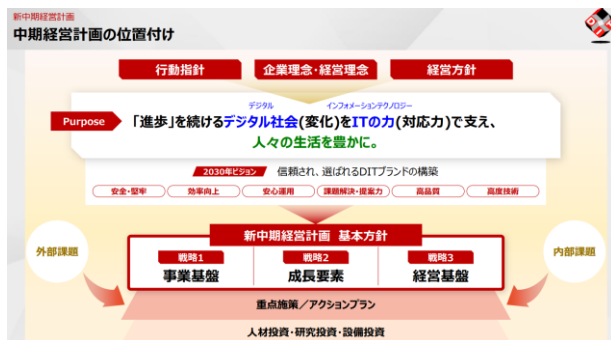 新中期経営計画
中期経営計画の位置付け
行動指針
企業理念・経営理念
経営方針
デジタル インフォメーションテクノロジー
Purpose
「進歩」を続けるデジタル社会(変化)をITの力(対応力)で支え、
人々の生活を豊かに。
2030年ビジョン 信頼され、選ばれるDITブランドの構築
安全・堅牢 効率向上 安心運用 課題解決・提案力 高品質 高度技術
外部課題
内部課題
新中期経営計画 基本方針
戦略1 戦略2 戦略3
事業基盤 成長要素 経営基盤
重点施策/アクションプラン
人材投資・研究投資・設備投資